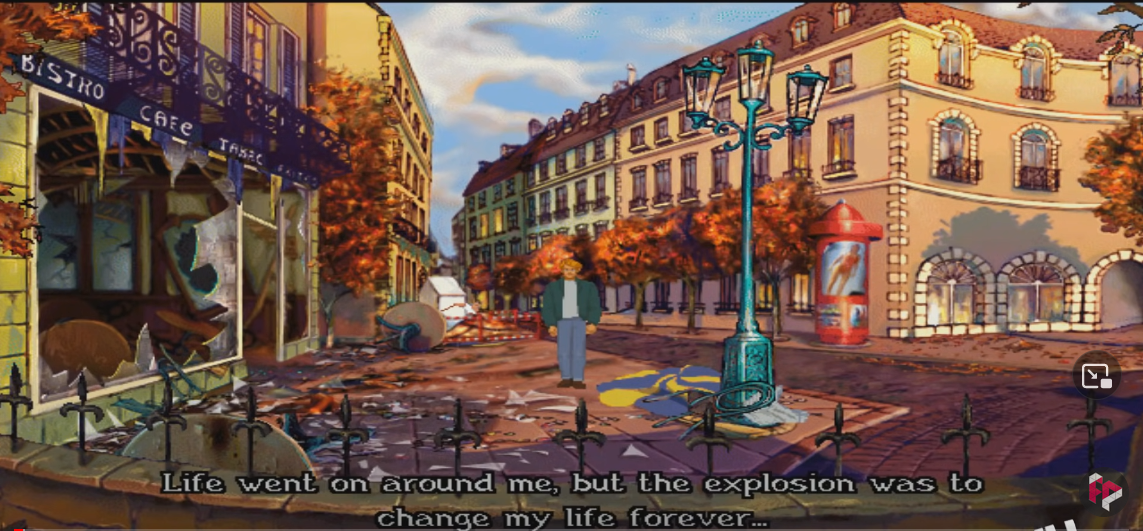 BISTRO CAFE TABAC
Life went on around me, but the explosion was to
change my life forever...